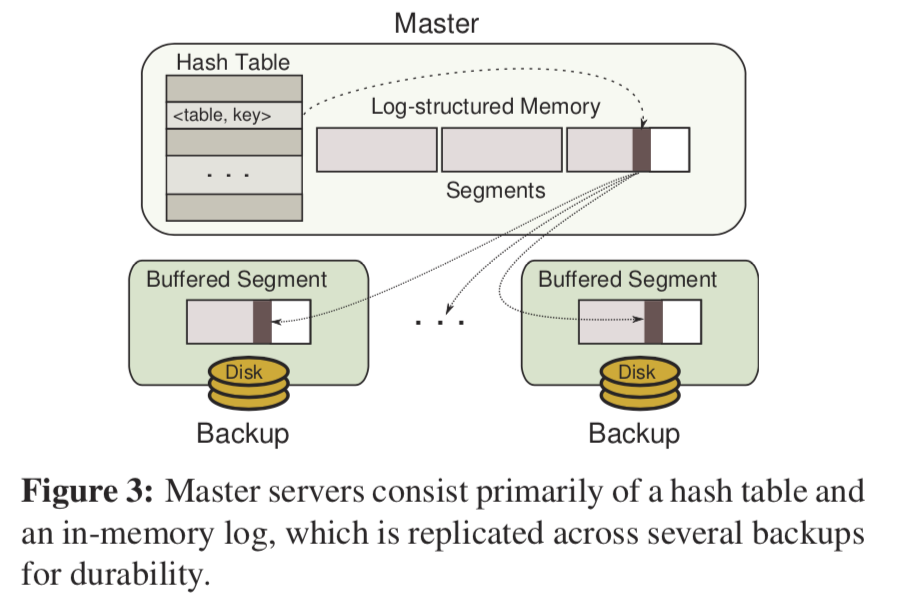 Master
Hash Table
<table, key>
. . .
Log-structured Memory
Segments
Buffered Segment
Disk
Backup
. . .
Buffered Segment
Disk
Backup
Figure 3: Master servers consist primarily of a hash table and
an in-memory log, which is replicated across several backups
for durability.